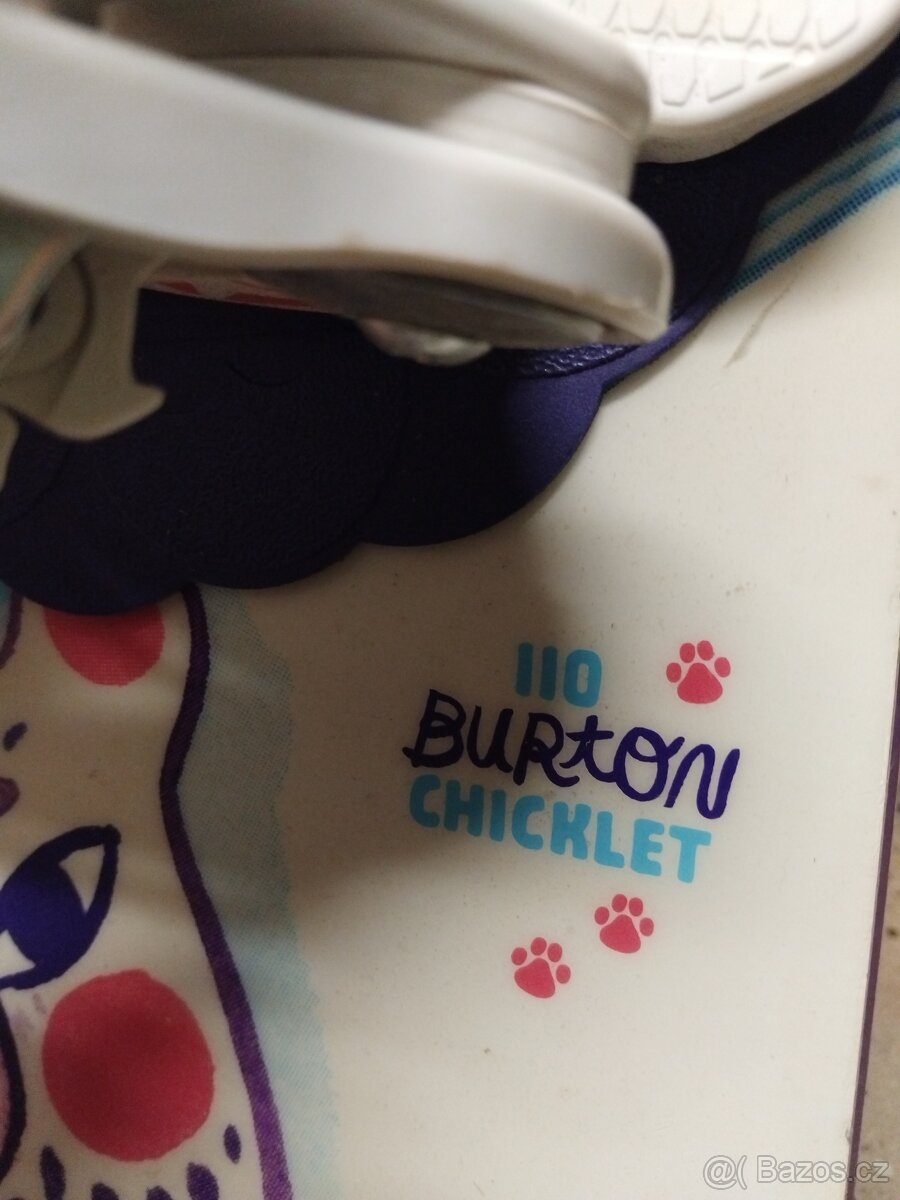 110
BURtON
CHICKLET
@( Bazos.cz